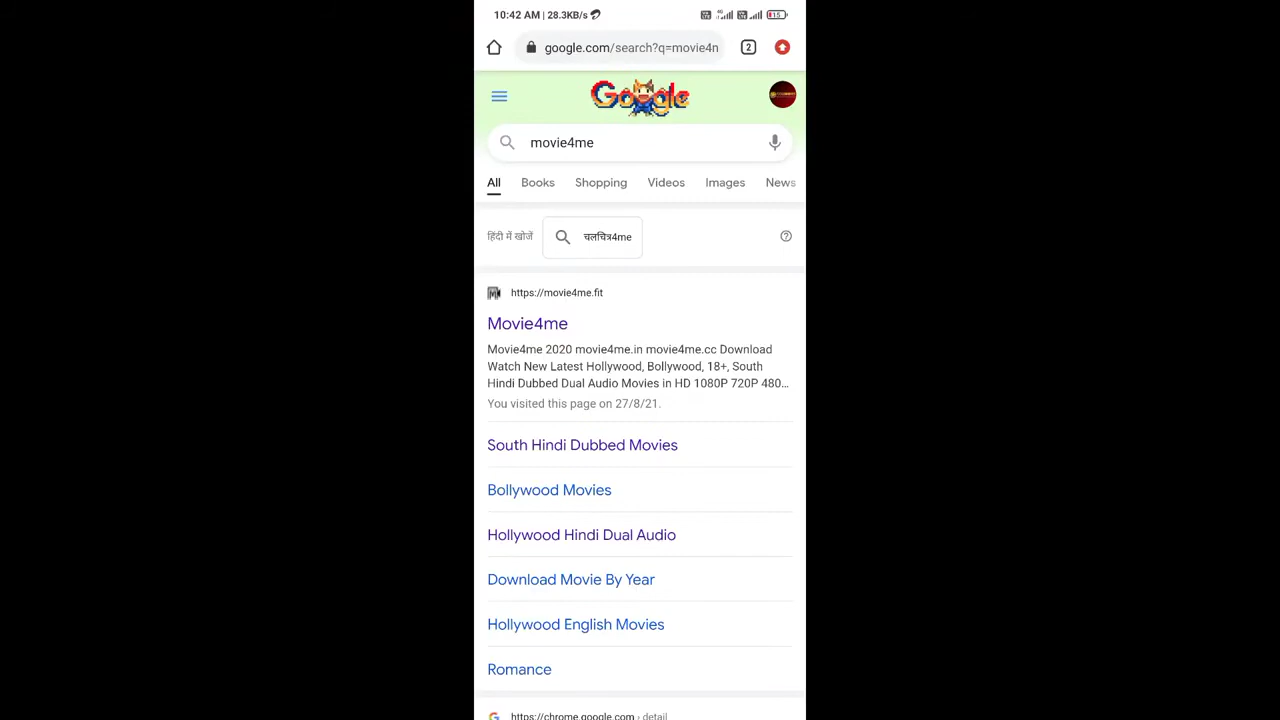 10:42 AM | 28.3KB/s
15
google.com/search?q=movie4n
2
Google
movie4me
All Books Shopping Videos Images News
हिंदी में खोजें चलचित्र4me
https://movie4me.fit
Movie4me
Movie4me 2020 movie4me.in movie4me.cc Download
Watch New Latest Hollywood, Bollywood, 18+, South
Hindi Dubbed Dual Audio Movies in HD 1080P 720P 480...
You visited this page on 27/8/21.
South Hindi Dubbed Movies
Bollywood Movies
Hollywood Hindi Dual Audio
Download Movie By Year
Hollywood English Movies
Romance
https://chrome.google.com › detail